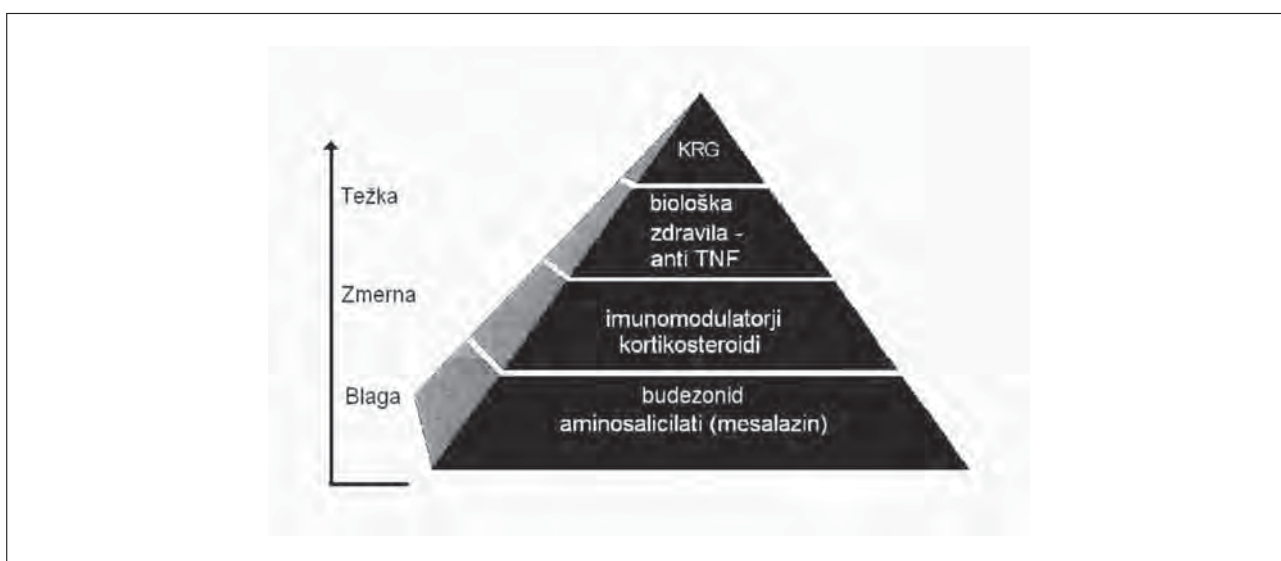 KRG
Težka
biološka
zdravila -
anti TNF
Zmerna
imunomodulatorji
kortikosteroidi
Blaga
budezonid
aminosalicilati (mesalazin)